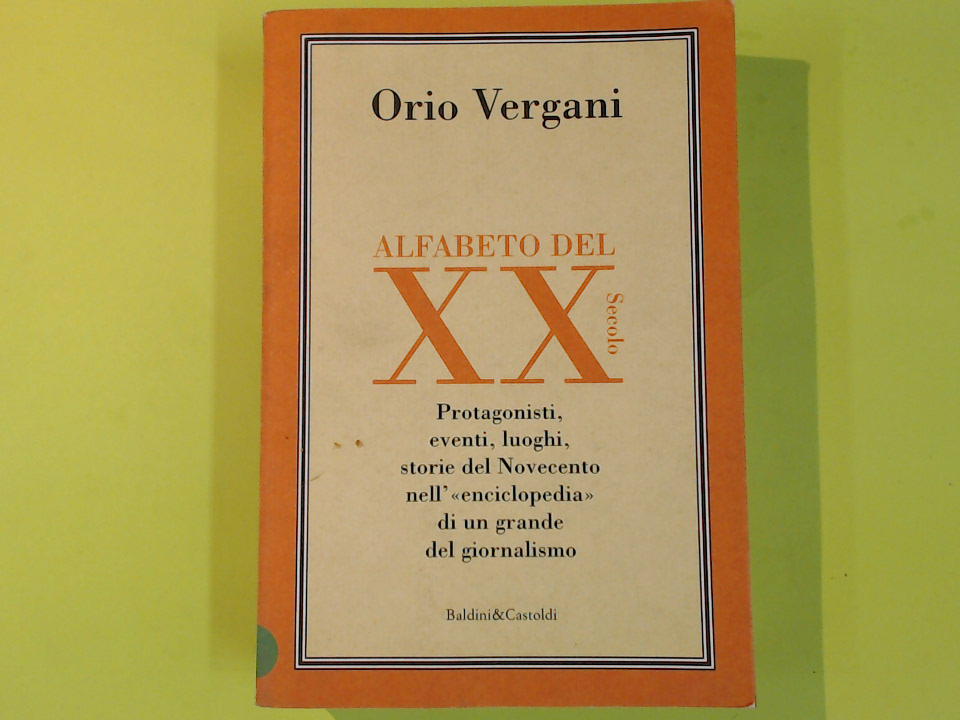 Orio Vergani
ALFABETO DEL
XX
Secolo
Protagonisti,
eventi, luoghi,
storie del Novecento
nell'«enciclopedia»
di un grande
del giornalismo
Baldini&Castoldi